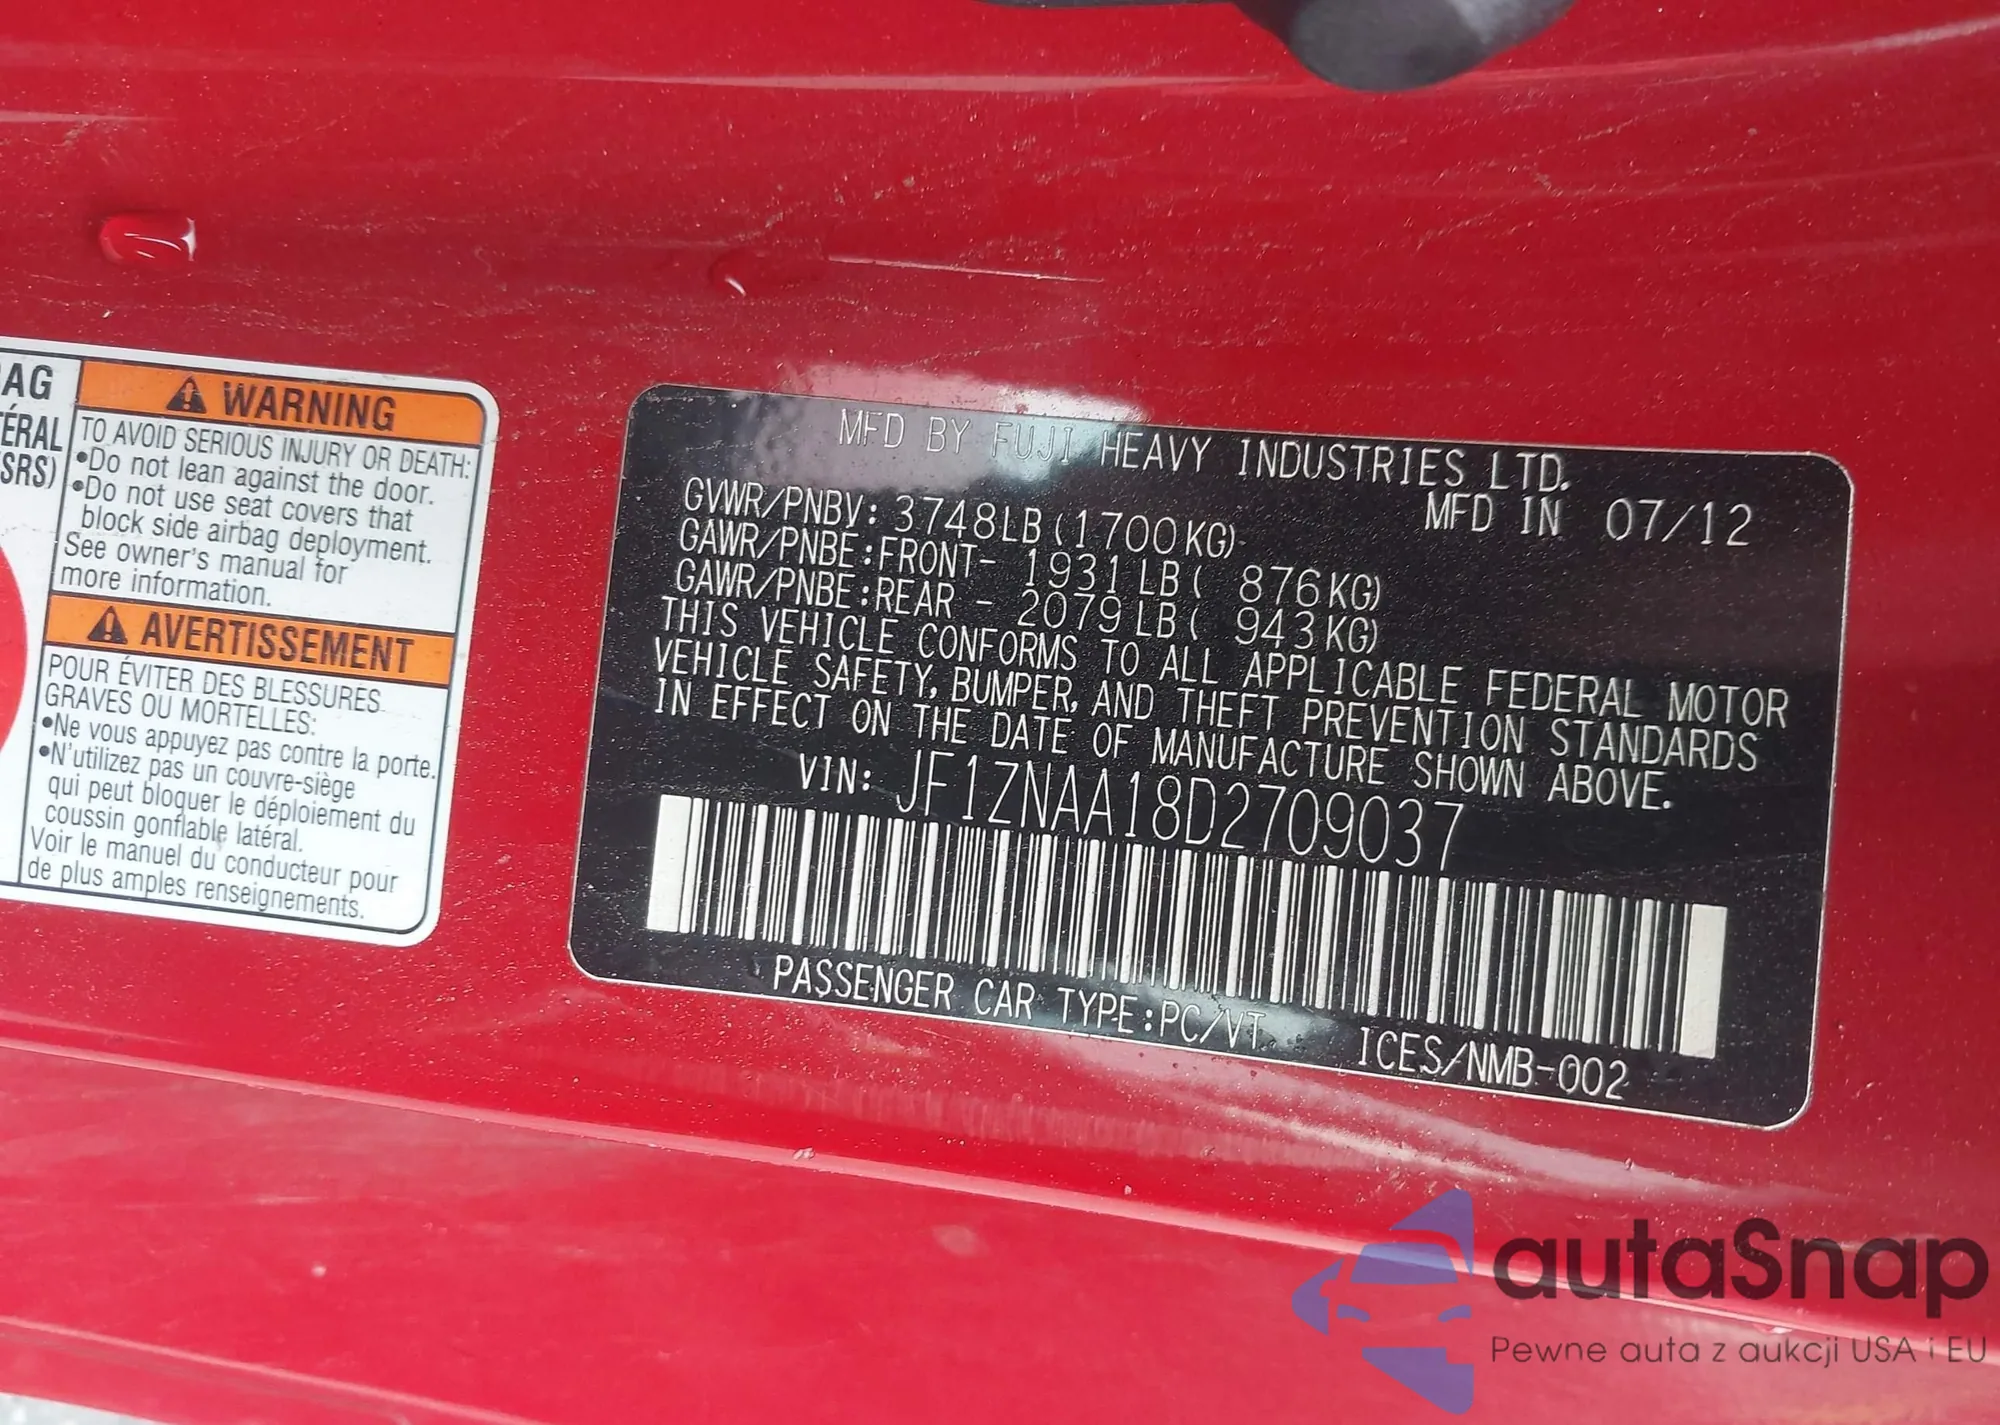 AG
WARNING
ÉRAL
SRS)
TO AVOID SERIOUS INJURY OR DEATH:
•Do not lean against the door.
•Do not use seat covers that
block side airbag deployment.
See owner's manual for
more information.
AVERTISSEMENT
POUR ÉVITER DES BLESSURES
GRAVES OU MORTELLES:
•Ne vous appuyez pas contre la porte.
•N'utilizez pas un couvre-siège
qui peut bloquer le déploiement du
coussin gonflable latéral.
Voir le manuel du conducteur pour
de plus amples renseignements.
MFD BY FUJI HEAVY INDUSTRIES LTD.
MFD IN 07/12
GVWR/PNBV: 3748LB(1700KG)
GAWR/PNBE:FRONT- 1931LB( 876KG)
GAWR/PNBE:REAR - 2079LB( 943KG)
THIS VEHICLE CONFORMS TO ALL APPLICABLE FEDERAL MOTOR
VEHICLE SAFETY, BUMPER, AND THEFT PREVENTION STANDARDS
IN EFFECT ON THE DATE OF MANUFACTURE SHOWN ABOVE.
VIN: JF1ZNAA18D2709037
PASSENGER CAR TYPE:PC/VT
ICES/NMB-002
autaSnap
Pewne auta z aukcji USA i EU